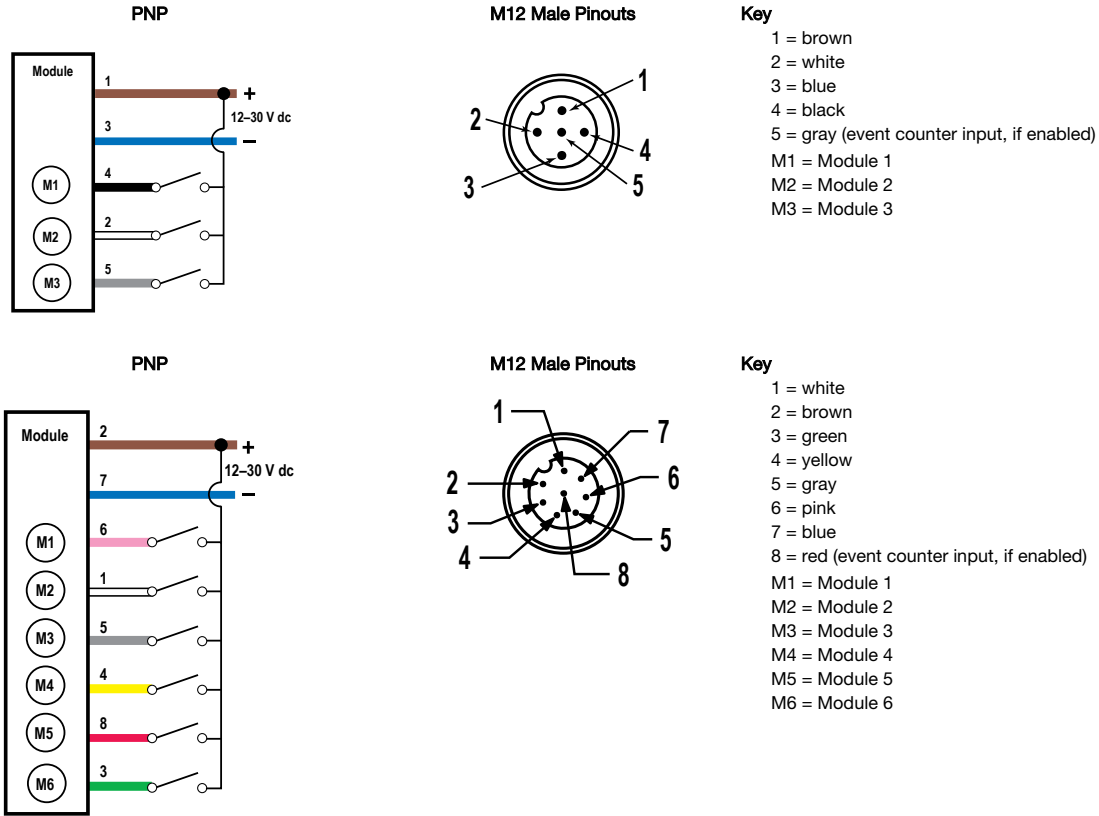 PNP
M12 Male Pinouts
Key
Module
1
+
12–30 V dc
3
–
4
M1
2
M2
5
M3
1
2
4
3
5
1 = brown
2 = white
3 = blue
4 = black
5 = gray (event counter input, if enabled)
M1 = Module 1
M2 = Module 2
M3 = Module 3
PNP
M12 Male Pinouts
Key
Module
2
+
12–30 V dc
7
–
6
M1
1
M2
5
M3
4
M4
8
M5
3
M6
1
7
2
6
3
5
4
8
1 = white
2 = brown
3 = green
4 = yellow
5 = gray
6 = pink
7 = blue
8 = red (event counter input, if enabled)
M1 = Module 1
M2 = Module 2
M3 = Module 3
M4 = Module 4
M5 = Module 5
M6 = Module 6